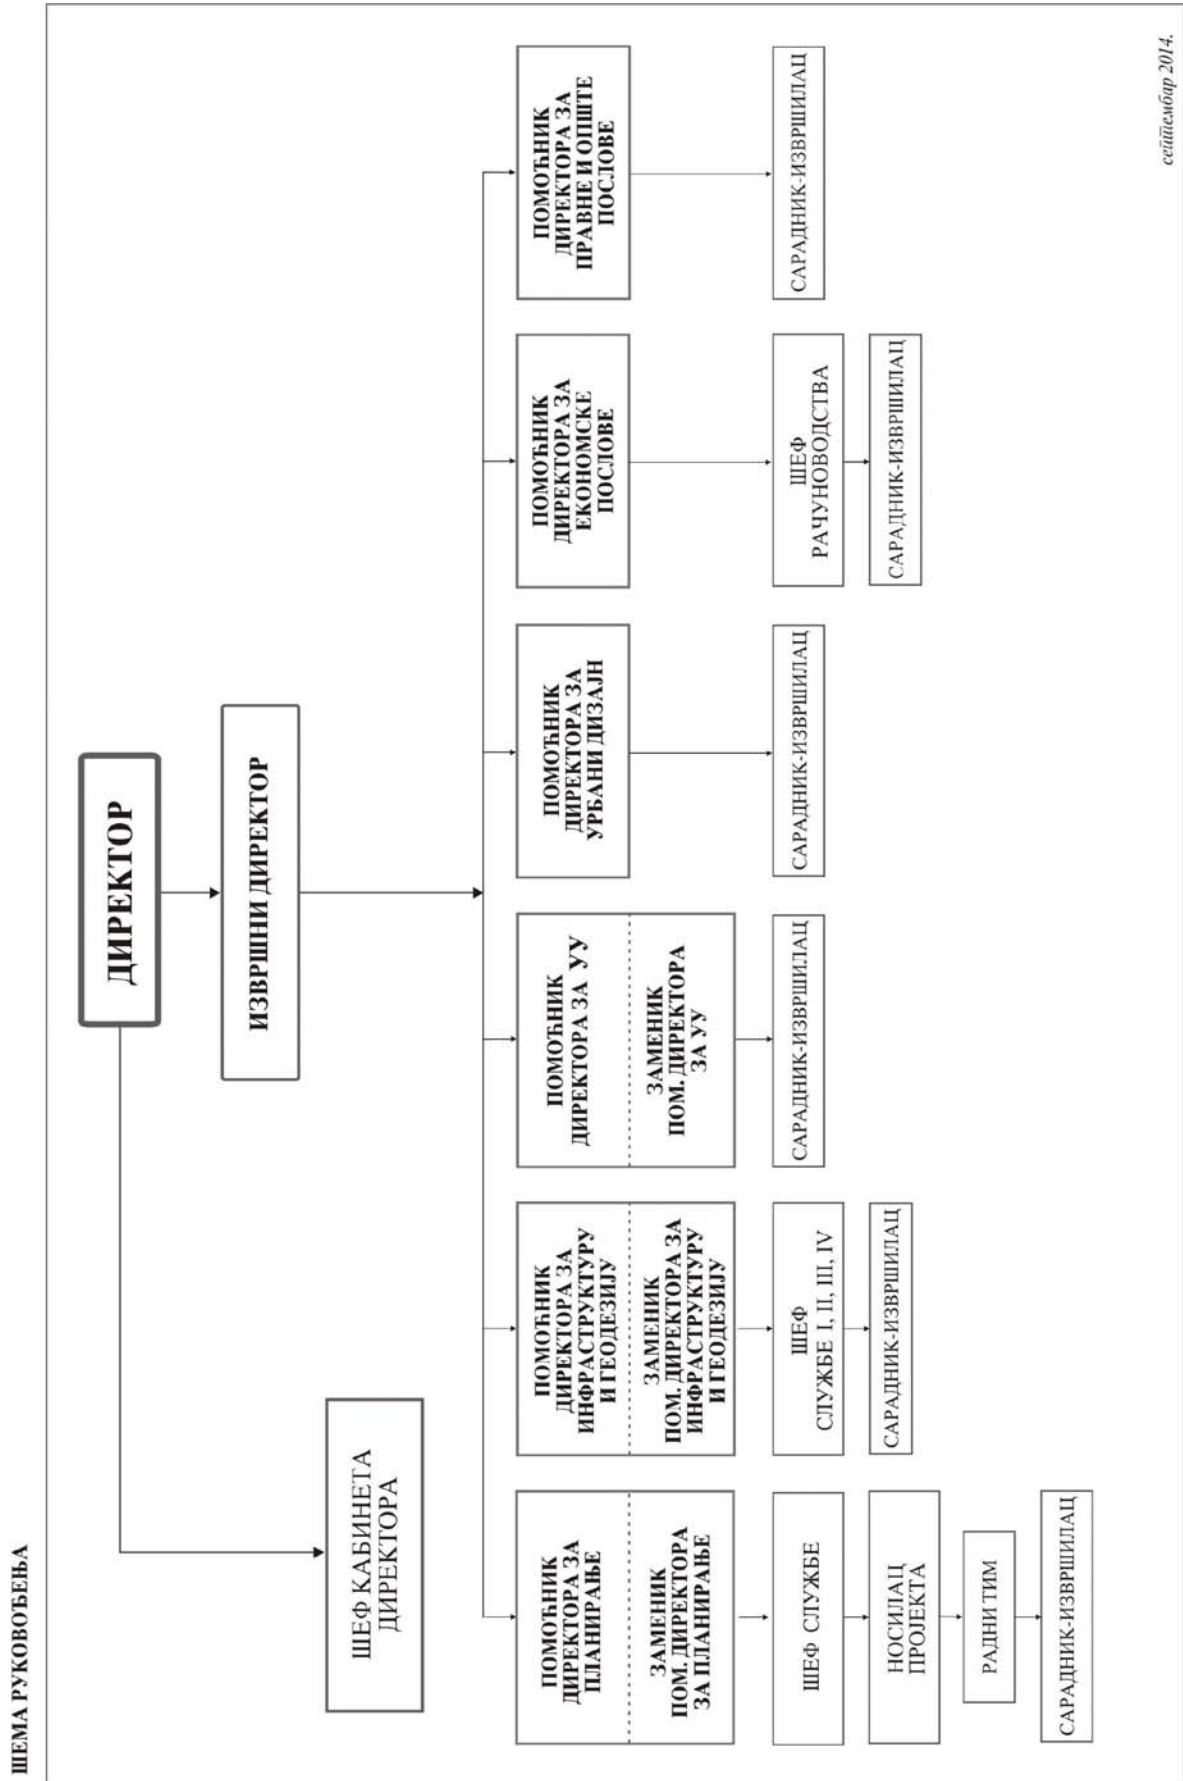 ШЕМА РУКОВОЂЕЊА
ДИРЕКТОР
ИЗВРШНИ ДИРЕКТОР
ШЕФ КАБИНЕТА
ДИРЕКТОРА
ПОМОЋНИК
ДИРЕКТОРА ЗА
ПЛАНИРАЊЕ
ЗАМЕНИК
ПОМ. ДИРЕКТОРА
ЗА ПЛАНИРАЊЕ
ШЕФ СЛУЖБЕ
НОСИЛАЦ
ПРОЈЕКТА
РАДНИ ТИМ
САРАДНИК-ИЗВРШИЛАЦ
ПОМОЋНИК
ДИРЕКТОРА ЗА
ИНФРАСТРУКТУРУ
И ГЕОДЕЗИЈУ
ЗАМЕНИК
ПОМ. ДИРЕКТОРА ЗА
ИНФРАСТРУКТУРУ
И ГЕОДЕЗИЈУ
ШЕФ
СЛУЖБЕ I, II, III, IV
САРАДНИК-ИЗВРШИЛАЦ
ПОМОЋНИК
ДИРЕКТОРА ЗА УУ
ЗАМЕНИК
ПОМ. ДИРЕКТОРА
ЗА УУ
САРАДНИК-ИЗВРШИЛАЦ
ПОМОЋНИК
ДИРЕКТОРА ЗА
УРБАНИ ДИЗАЈН
САРАДНИК-ИЗВРШИЛАЦ
ПОМОЋНИК
ДИРЕКТОРА ЗА
ЕКОНОМСКЕ
ПОСЛОВЕ
ШЕФ
РАЧУНОВОДСТВА
САРАДНИК-ИЗВРШИЛАЦ
ПОМОЋНИК
ДИРЕКТОРА ЗА
ПРАВНЕ И ОПШТЕ
ПОСЛОВЕ
САРАДНИК-ИЗВРШИЛАЦ
септембар 2014.